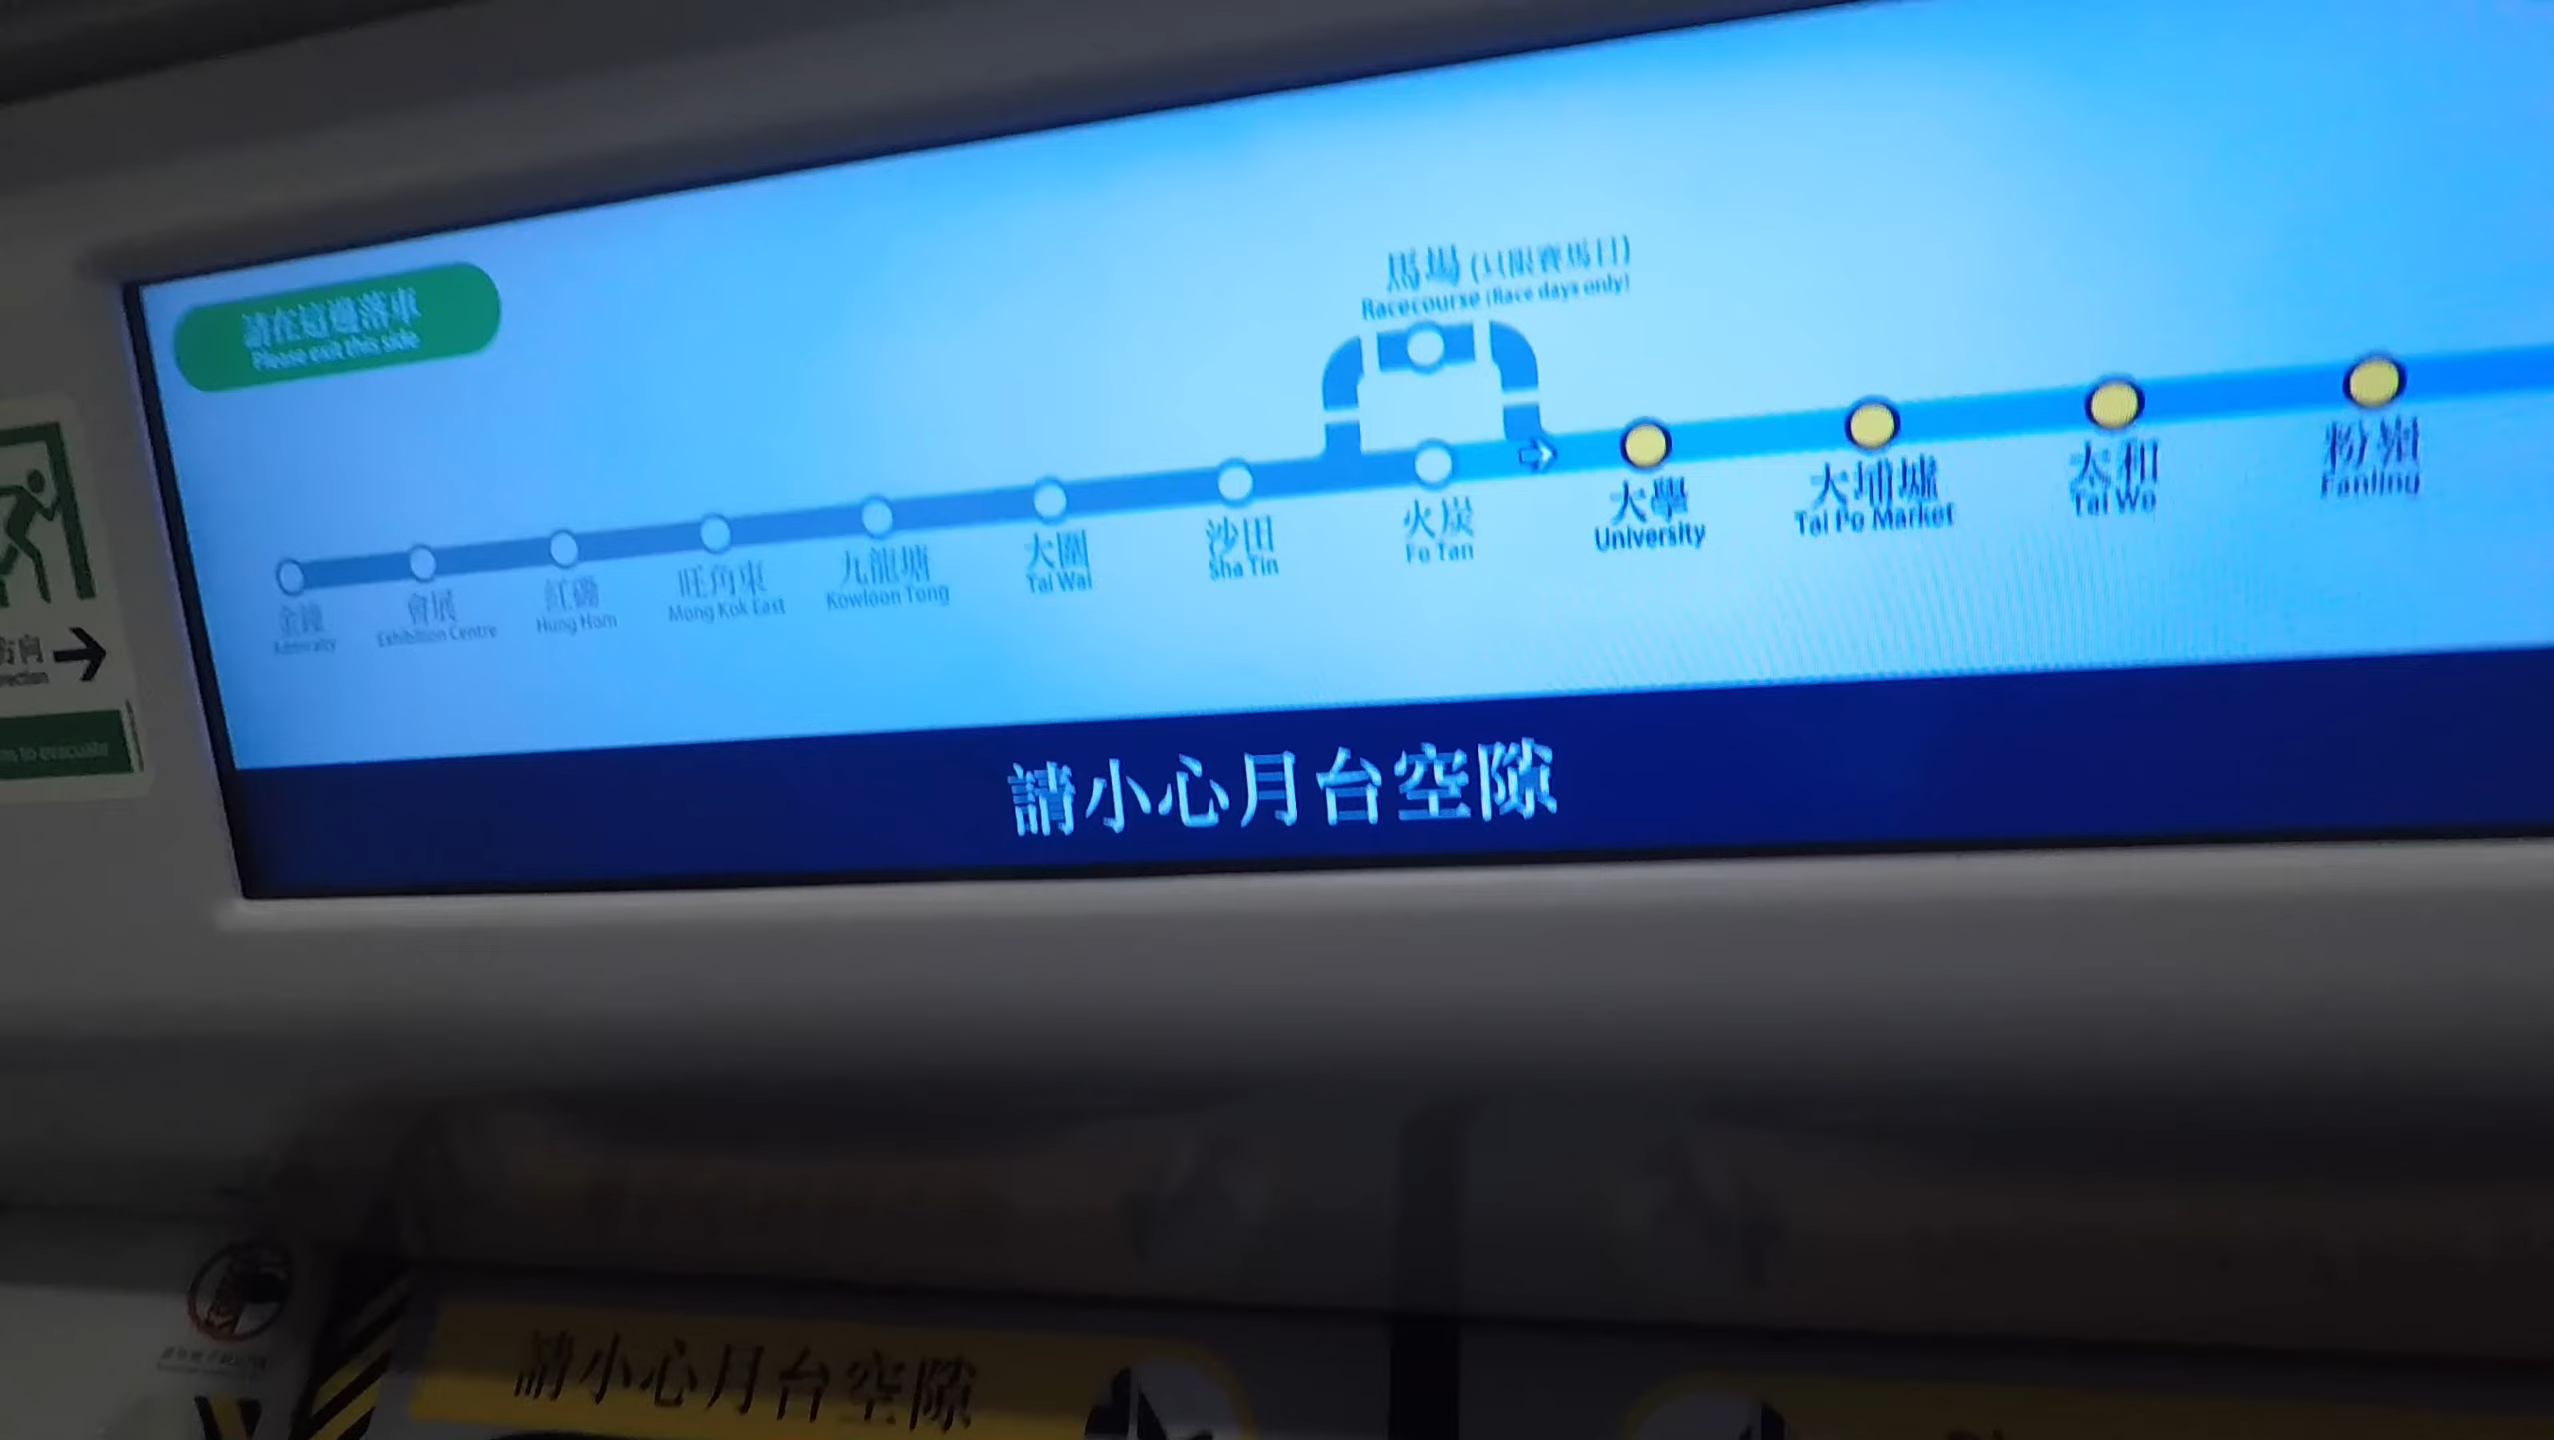 請在這邊落車
Please exit this side
馬場 (只限賽馬日)
Racecourse (Race days only)
金鐘
Admiralty
會展
Exhibition Centre
紅磡
Hung Hom
旺角東
Mong Kok East
九龍塘
Kowloon Tong
大圍
Tai Wai
沙田
Sha Tin
火炭
Fo Tan
大學
University
大埔墟
Tai Po Market
太和
Tai Wo
粉嶺
Fanling
請小心月台空隙
方向
to evacuate
請小心月台空隙